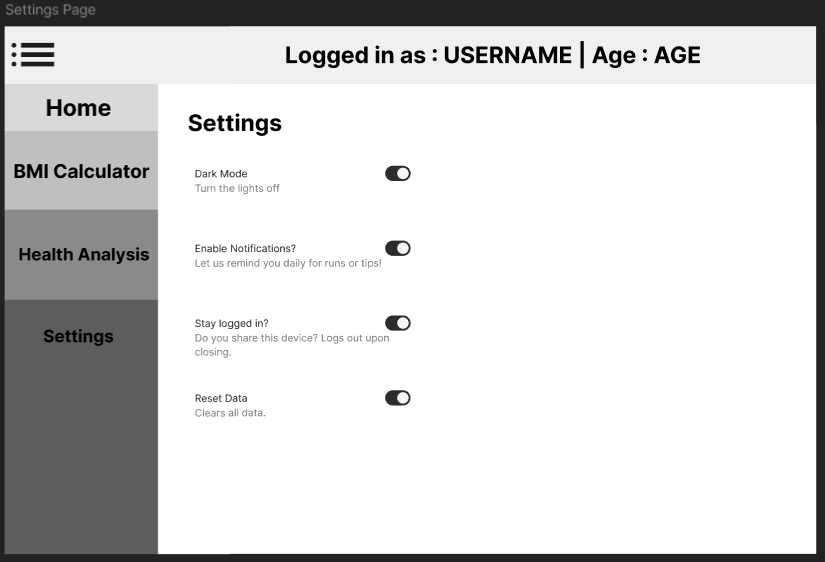 Settings Page
Logged in as : USERNAME | Age : AGE
Home
BMI Calculator
Health Analysis
Settings
Settings
Dark Mode
Turn the lights off
Enable Notifications?
Let us remind you daily for runs or tips!
Stay logged in?
Do you share this device? Logs out upon
closing.
Reset Data
Clears all data.